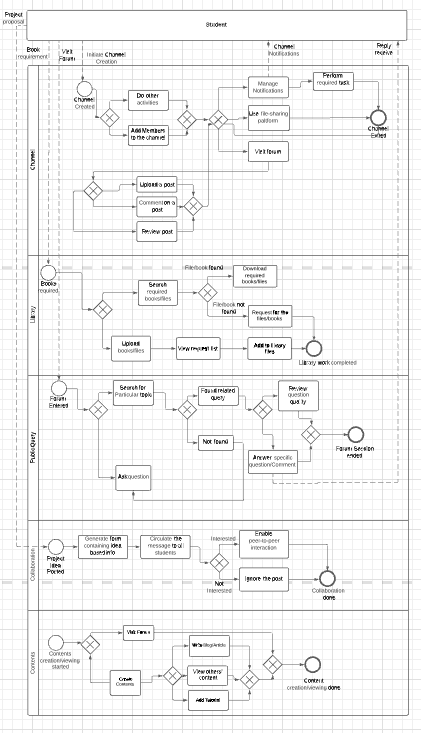 Project
proposal
Student
Book
requirement
Visit
Forum
Initiate Channel
Creation
Channel
Notifications
Reply
receive
Channel
Channel
Created
Do other
activities
Add Members
to the channel
Manage
Notifications
Perform
required task
Use file-sharing
platform
Channel
Exited
Visit forum
Upload a post
Comment on a
post
Review post
Library
Books
required
Search
required
books/files
File/book found
Download
required
books/files
File/book not
found
Request for the
files/books
Upload
books/files
View request list
Add to library
files
Library work completed
PublicQuery
Forum
Entered
Search for
Particular topic
Found related
query
Review
question
quality
Not found
Answer specific
question/Comment
Forum Session
ended
Ask question
Collaboration
Project
Idea
Posted
Generate form
containing idea
based info
Circulate the
message to all
students
Interested
Enable
peer-to-peer
interaction
Not
Interested
Ignore the post
Collaboration
done
Contents
Contents
creation/viewing
started
Visit Forum
Create
Contents
Write Blog/Article
View others'
content
Add Tutorial
Content
creation/viewing done